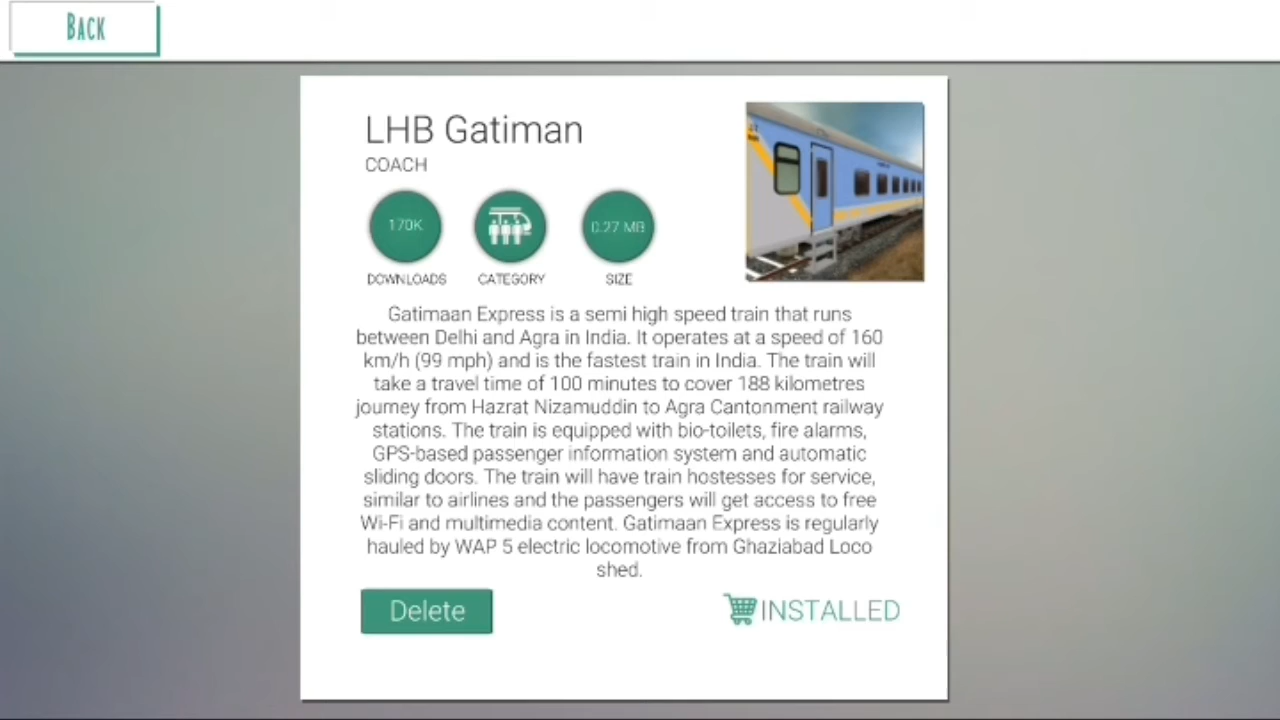 BACK
LHB Gatiman
COACH
170K
0.27 MB
DOWNLOADS
CATEGORY
SIZE
Gatimaan Express is a semi high speed train that runs
between Delhi and Agra in India. It operates at a speed of 160
km/h (99 mph) and is the fastest train in India. The train will
take a travel time of 100 minutes to cover 188 kilometres
journey from Hazrat Nizamuddin to Agra Cantonment railway
stations. The train is equipped with bio-toilets, fire alarms,
GPS-based passenger information system and automatic
sliding doors. The train will have train hostesses for service,
similar to airlines and the passengers will get access to free
Wi-Fi and multimedia content. Gatimaan Express is regularly
hauled by WAP 5 electric locomotive from Ghaziabad Loco
shed.
Delete
INSTALLED